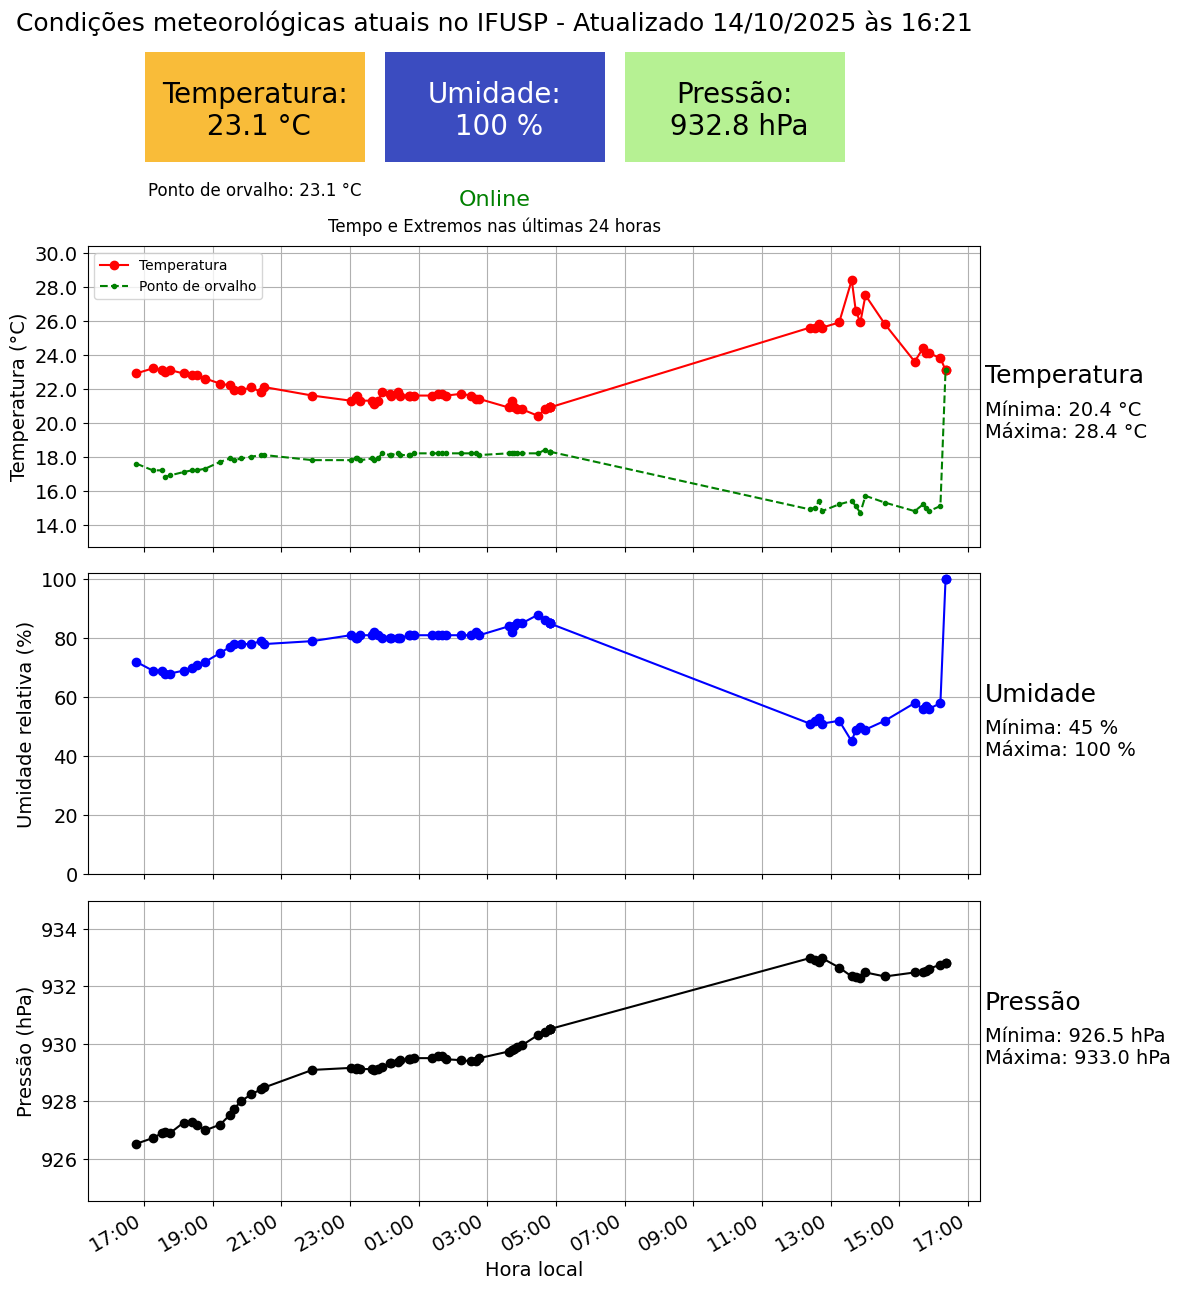 Condições meteorológicas atuais no IFUSP - Atualizado 14/10/2025 às 16:21
Temperatura:
23.1 °C
Umidade:
100 %
Pressão:
932.8 hPa
Ponto de orvalho: 23.1 °C
Online
Tempo e Extremos nas últimas 24 horas
Temperatura (°C)
30.0
28.0
26.0
24.0
22.0
20.0
18.0
16.0
14.0
Temperatura
Ponto de orvalho
Temperatura
Mínima: 20.4 °C
Máxima: 28.4 °C
Umidade relativa (%)
100
80
60
40
20
0
Umidade
Mínima: 45 %
Máxima: 100 %
Pressão (hPa)
934
932
930
928
926
Pressão
Mínima: 926.5 hPa
Máxima: 933.0 hPa
17:00
19:00
21:00
23:00
01:00
03:00
05:00
07:00
09:00
11:00
13:00
15:00
17:00
Hora local